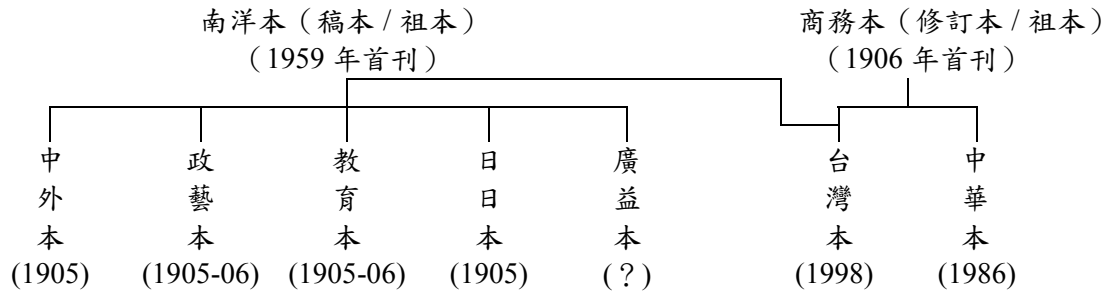 南洋本（稿本 / 祖本）
（1959 年首刊）
商務本（修訂本 / 祖本）
（1906 年首刊）
中外本
(1905)
政藝本
(1905-06)
教育本
(1905-06)
日日本
(1905)
廣益本
(？)
台灣本
(1998)
中華本
(1986)